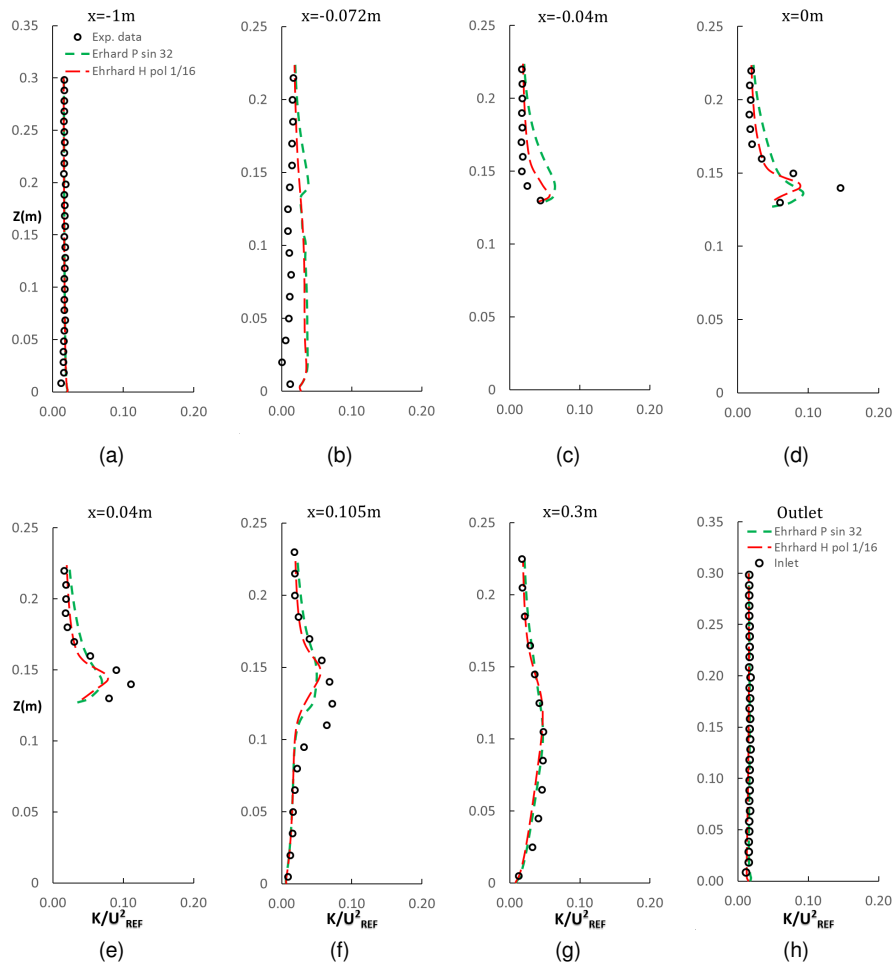 x=-1m
0.35
0.3
0.25
0.2
Z(m)
0.15
0.1
0.05
0
0.00 0.10 0.20
Exp. data
Erhard P sin 32
Ehrhard H pol 1/16
(a)
x=-0.072m
0.25
0.2
0.15
0.1
0.05
0
0.00 0.10 0.20
(b)
x=-0.04m
0.25
0.2
0.15
0.1
0.05
0
0.00 0.10 0.20
(c)
x=0m
0.25
0.2
0.15
0.1
0.05
0
0.00 0.10 0.20
(d)
x=0.04m
0.25
0.2
0.15
Z(m)
0.1
0.05
0
0.00 0.10 0.20
K/U²REF
(e)
x=0.105m
0.25
0.2
0.15
0.1
0.05
0
0.00 0.10 0.20
K/U²REF
(f)
x=0.3m
0.25
0.2
0.15
0.1
0.05
0
0.00 0.10 0.20
K/U²REF
(g)
Outlet
0.35
0.30
0.25
0.20
0.15
0.10
0.05
0.00
0.00 0.10 0.20
Ehrhard P sin 32
Ehrhard H pol 1/16
Inlet
K/U²REF
(h)